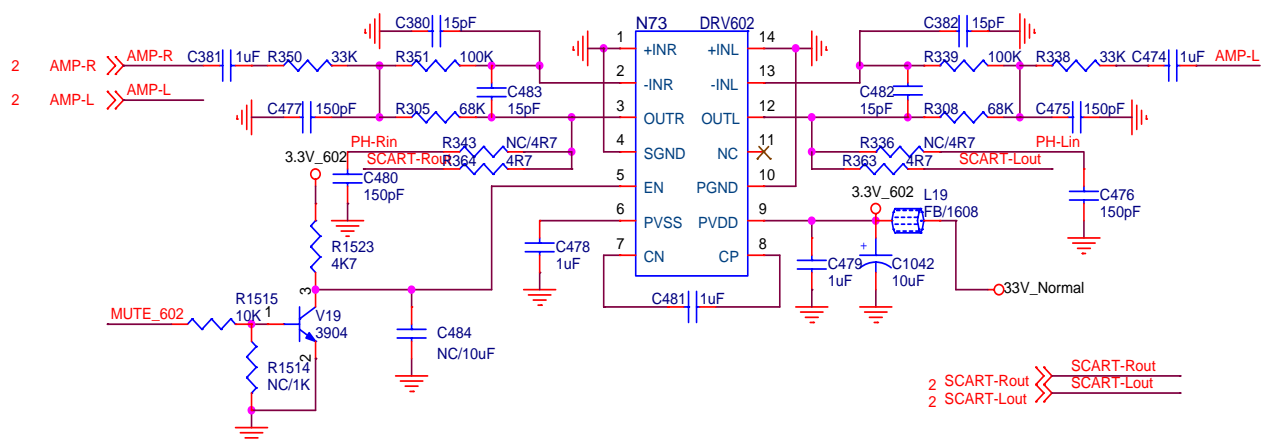 C380 15pF
N73 DRV602
C382 15pF
2 AMP-R AMP-R
C381 1uF
R350 33K
R351 100K
1 +INR
+INL 14
R339 100K
R338 33K
C474 1uF
AMP-L
2 -INR
-INL 13
2 AMP-L AMP-L
C477 150pF
R305 68K
C483
15pF
3 OUTR
OUTL 12
C482
15pF
R308 68K
C475 150pF
PH-Rin
R343 NC/4R7
3.3V_602
SCART-Rout
R364 4R7
4 SGND
NC 11
R336 NC/4R7
PH-Lin
R363 4R7
SCART-Lout
C480
150pF
5 EN
PGND 10
3.3V_602
L19
FB/1608
C476
150pF
R1523
4K7
6 PVSS
PVDD 9
C478
1uF
7 CN
CP 8
C479
1uF
+
C1042
10uF
C481 1uF
33V_Normal
MUTE_602
R1515
10K
1
3
V19
3904
2
C484
NC/10uF
R1514
NC/1K
2 SCART-Rout SCART-Rout
2 SCART-Lout SCART-Lout